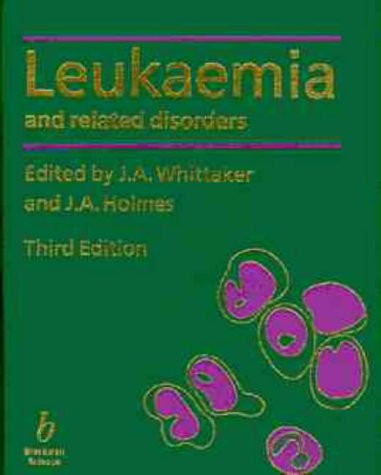 Leukaemia
and related disorders
Edited by J.A. Whittaker
and J.A. Holmes
Third Edition
b